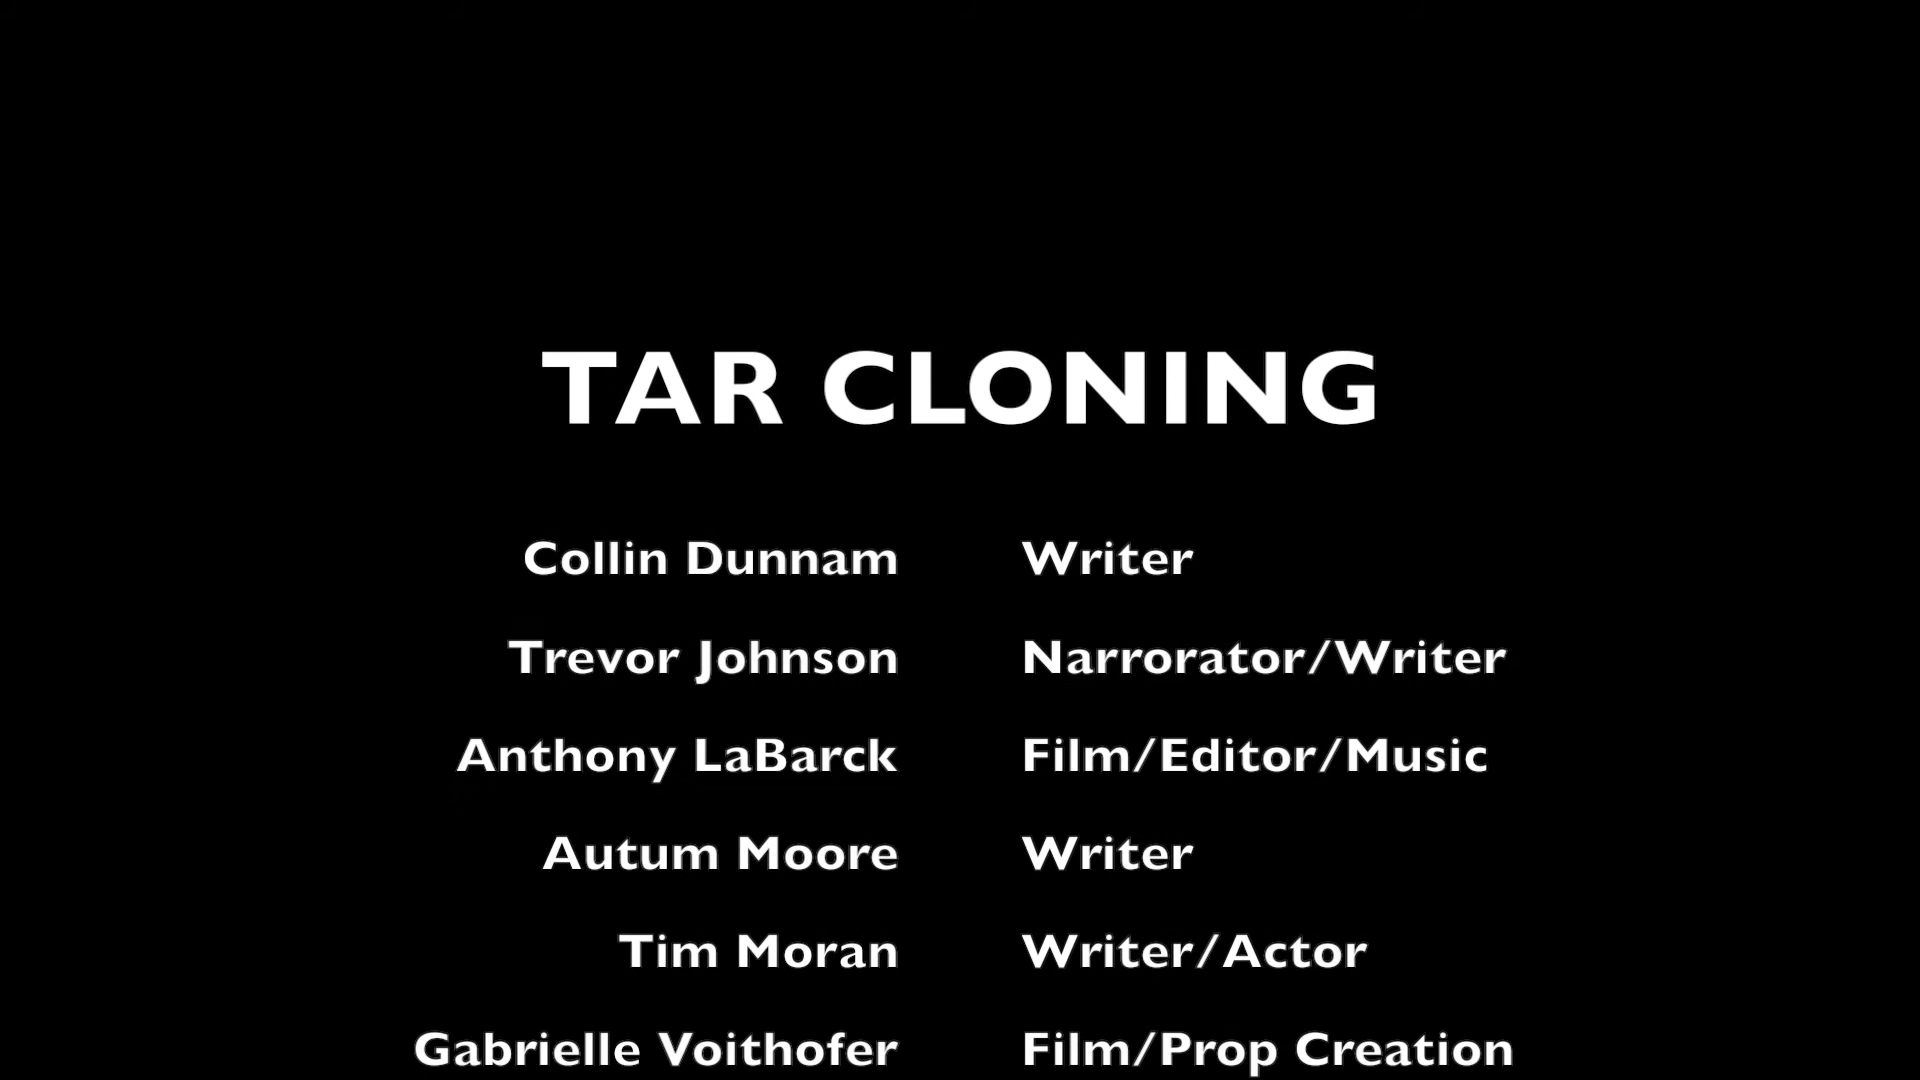 TAR CLONING
Collin Dunnam Writer
Trevor Johnson Narrorator/Writer
Anthony LaBarck Film/Editor/Music
Autum Moore Writer
Tim Moran Writer/Actor
Gabrielle Voithofer Film/Prop Creation